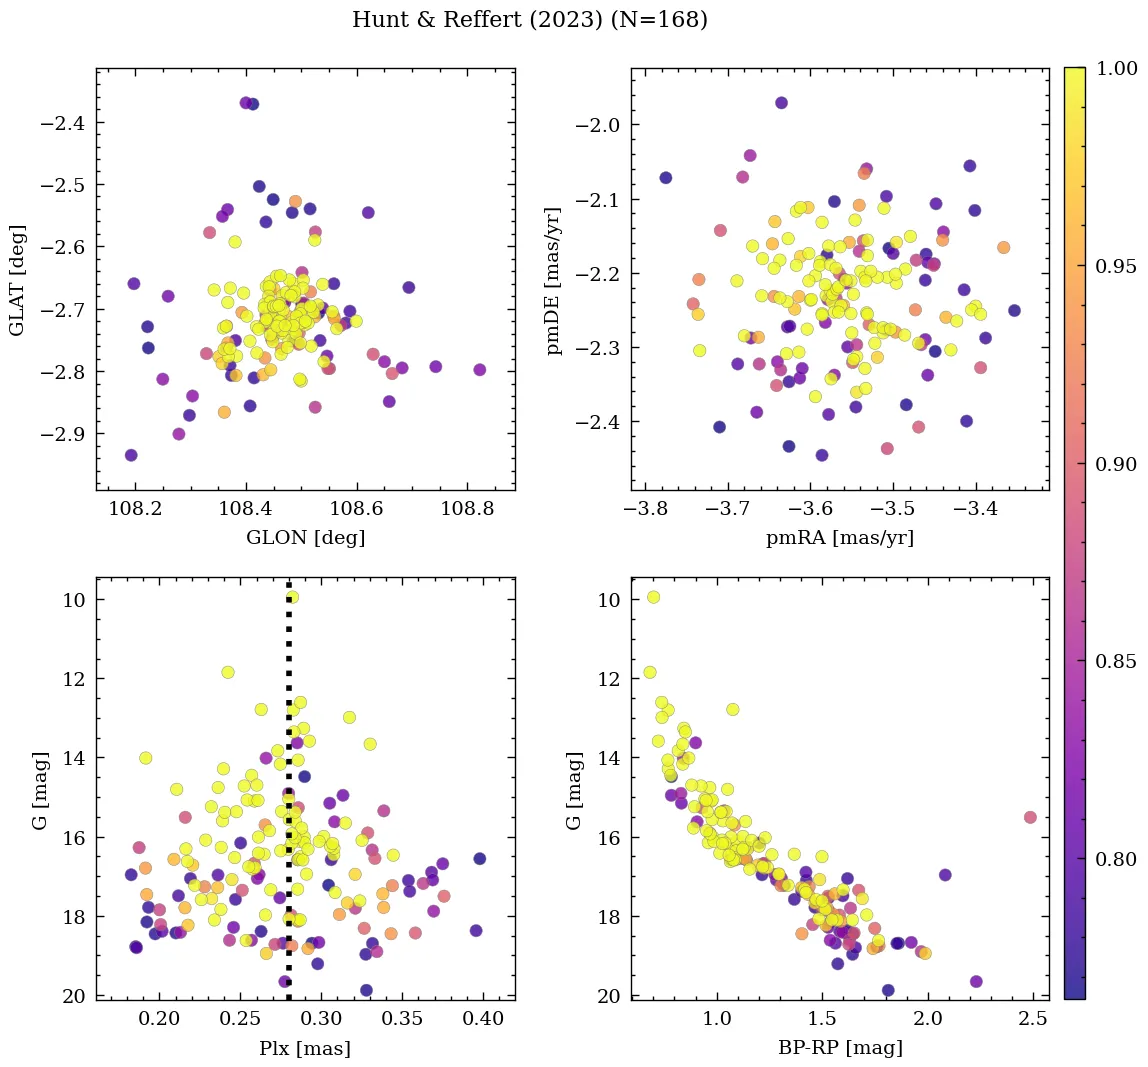 Hunt & Reffert (2023) (N=168)
−2.4
−2.5
−2.6
−2.7
−2.8
−2.9
GLAT [deg]
108.2 108.4 108.6 108.8
GLON [deg]
−2.0
−2.1
−2.2
−2.3
−2.4
pmDE [mas/yr]
−3.8 −3.7 −3.6 −3.5 −3.4
pmRA [mas/yr]
1.00
0.95
0.90
0.85
0.80
10
12
14
16
18
20
G [mag]
0.20 0.25 0.30 0.35 0.40
Plx [mas]
10
12
14
16
18
20
G [mag]
1.0 1.5 2.0 2.5
BP-RP [mag]